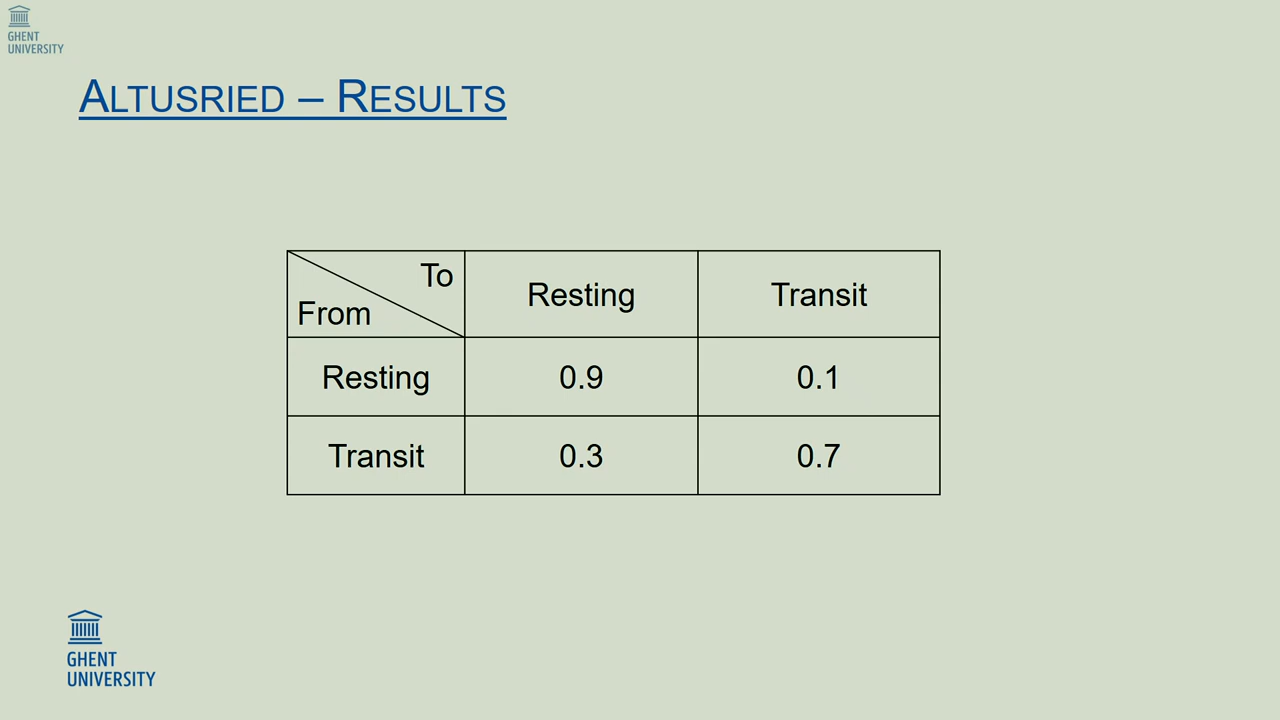 GHENT
UNIVERSITY
ALTUSRIED – RESULTS
To
From
Resting
Transit
Resting
0.9
0.1
Transit
0.3
0.7
GHENT
UNIVERSITY